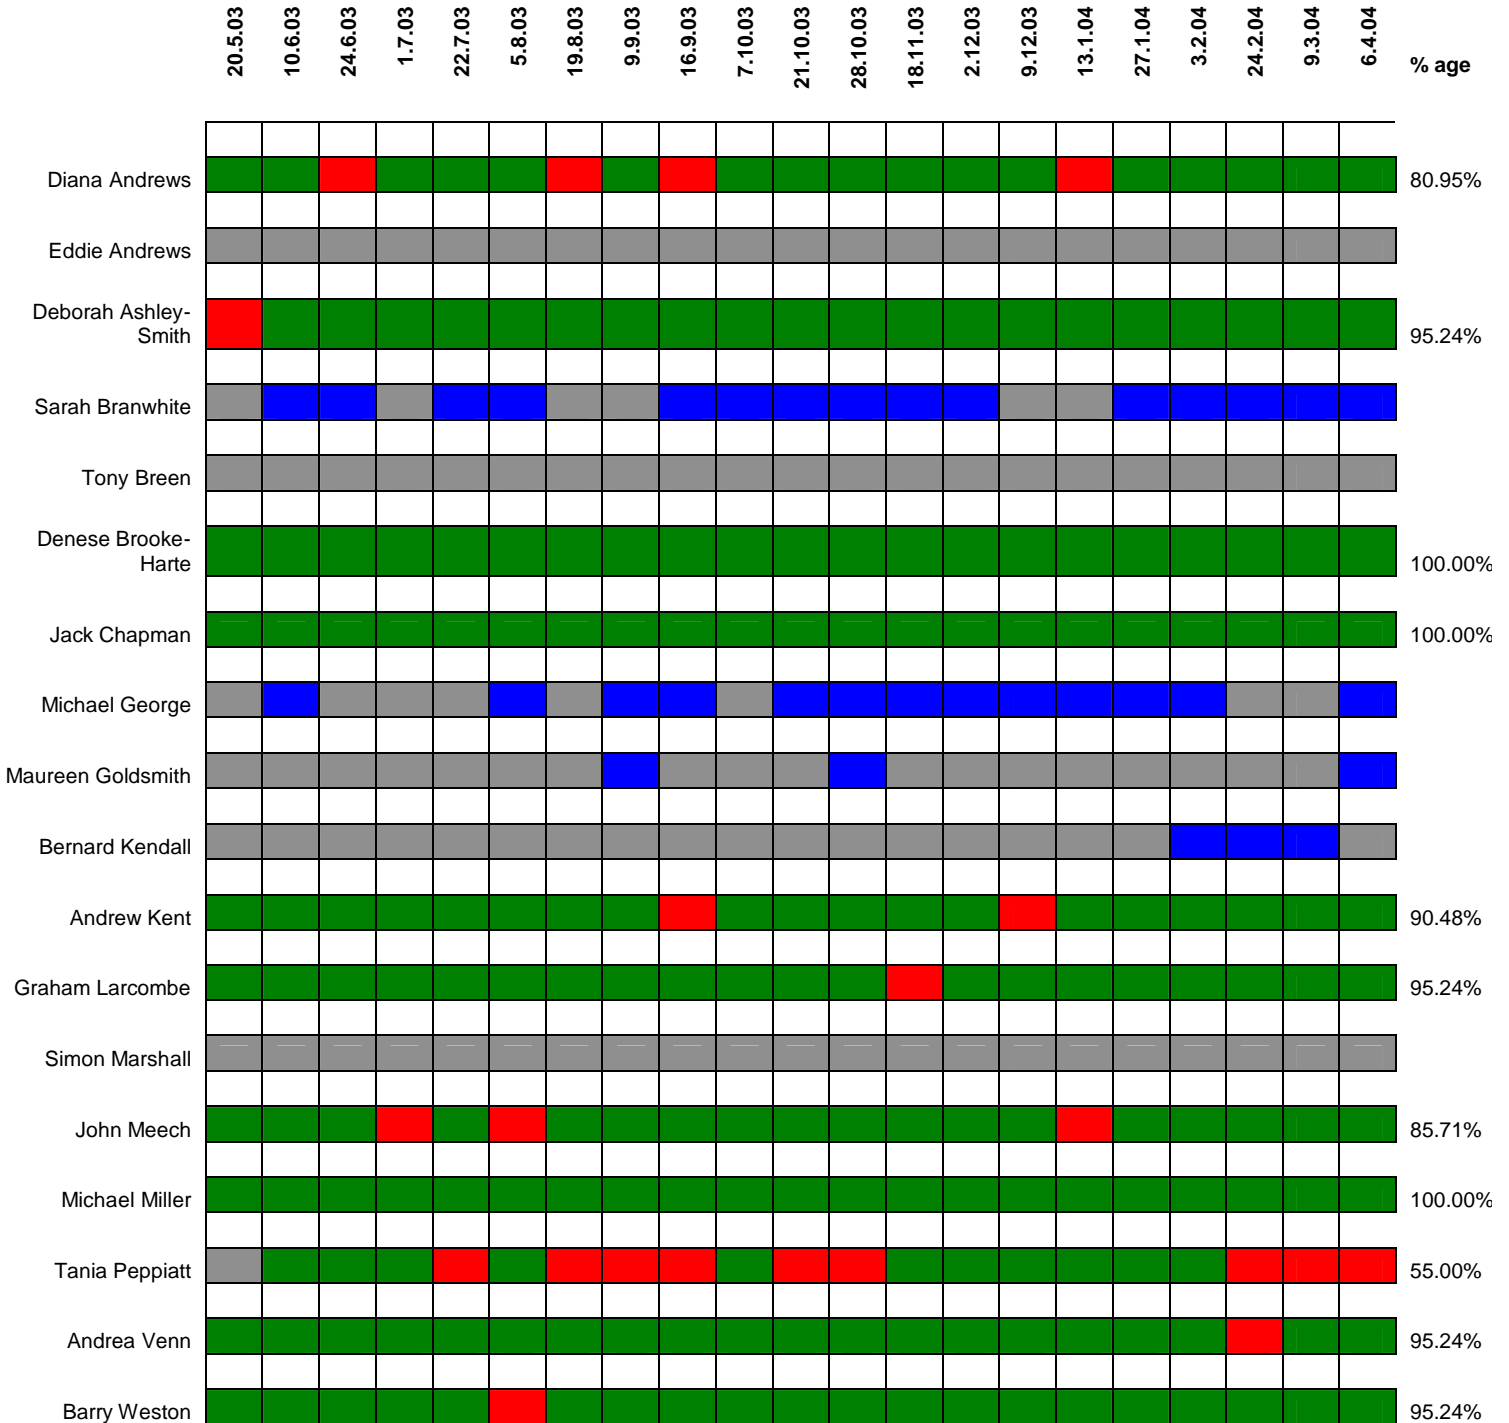 20.5.03 10.6.03 24.6.03 1.7.03 22.7.03 5.8.03 19.8.03 9.9.03 16.9.03 7.10.03 21.10.03 28.10.03 18.11.03 2.12.03 9.12.03 13.1.04 27.1.04 3.2.04 24.2.04 9.3.04 6.4.04 % age
Diana Andrews 80.95%
Eddie Andrews
Deborah Ashley-
Smith 95.24%
Sarah Branwhite
Tony Breen
Denese Brooke-
Harte 100.00%
Jack Chapman 100.00%
Michael George
Maureen Goldsmith
Bernard Kendall
Andrew Kent 90.48%
Graham Larcombe 95.24%
Simon Marshall
John Meech 85.71%
Michael Miller 100.00%
Tania Peppiatt 55.00%
Andrea Venn 95.24%
Barry Weston 95.24%